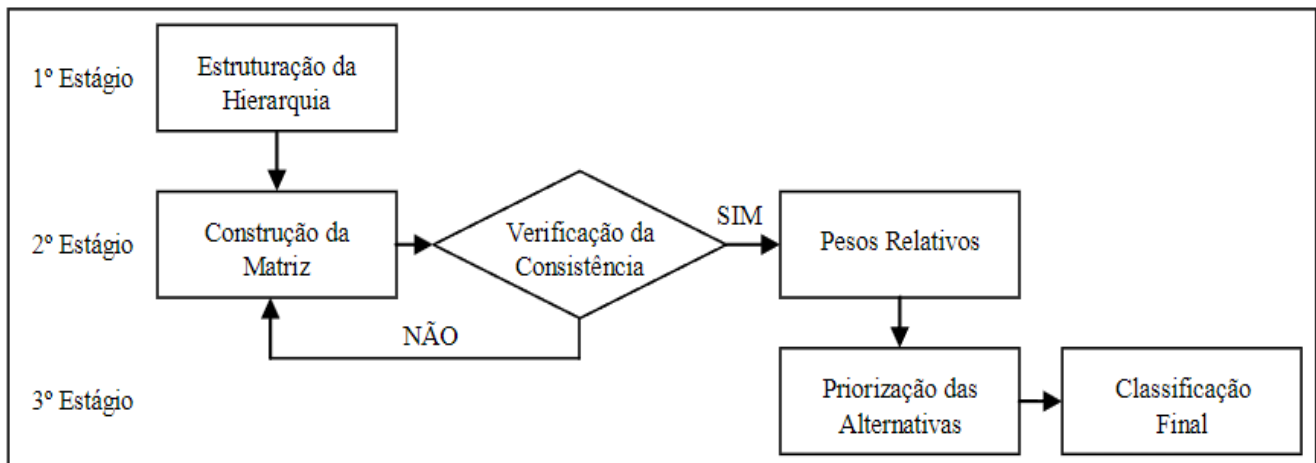 1º Estágio
Estruturação da
Hierarquia
2º Estágio
Construção da
Matriz
Verificação da
Consistência
SIM
Pesos Relativos
NÃO
3º Estágio
Priorização das
Alternativas
Classificação
Final